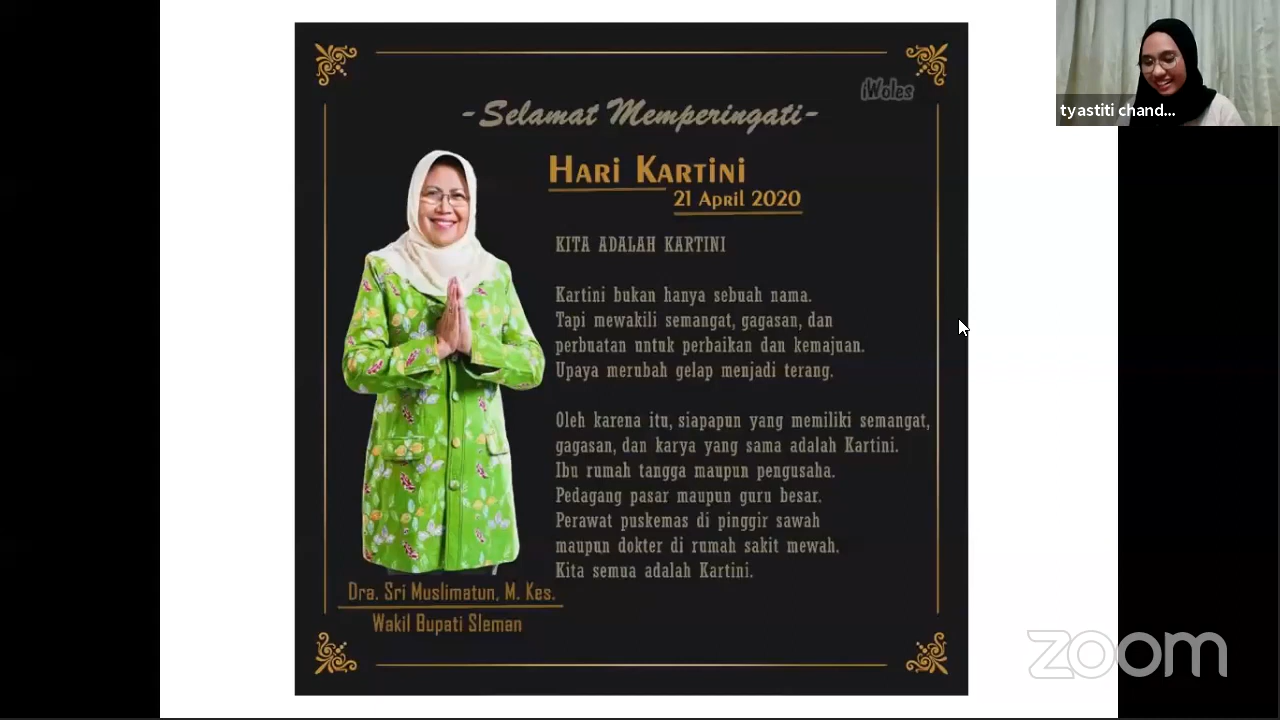 iWoles
-Selamat Memperingati-
Hari Kartini
21 April 2020
KITA ADALAH KARTINI
Kartini bukan hanya sebuah nama.
Tapi mewakili semangat, gagasan, dan
perbuatan untuk perbaikan dan kemajuan.
Upaya merubah gelap menjadi terang.
Oleh karena itu, siapapun yang memiliki semangat,
gagasan, dan karya yang sama adalah Kartini.
Ibu rumah tangga maupun pengusaha.
Pedagang pasar maupun guru besar.
Perawat puskemas di pinggir sawah
maupun dokter di rumah sakit mewah.
Kita semua adalah Kartini.
Dra. Sri Muslimatun, M. Kes.
Wakil Bupati Sleman
tyastiti chand...
zoom